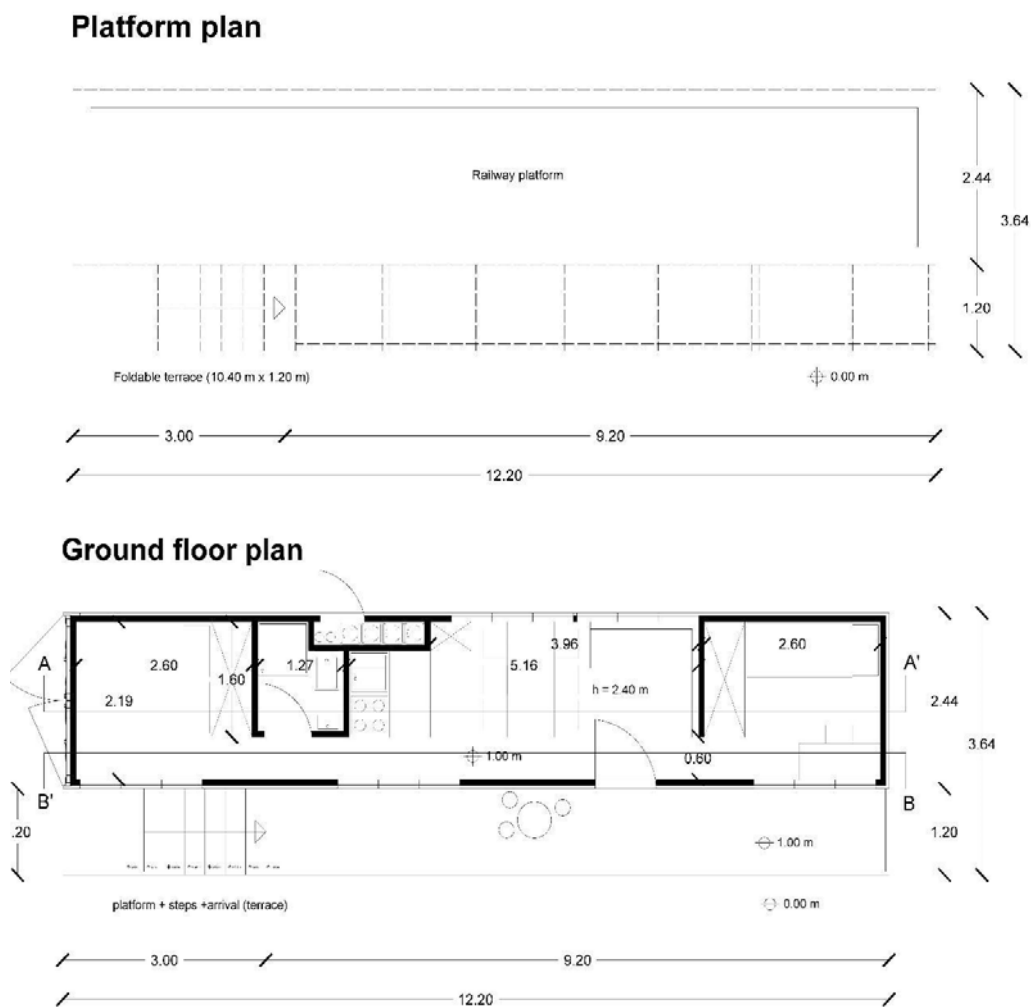 Platform plan
Railway platform
2.44
3.64
1.20
Foldable terrace (10.40 m x 1.20 m)
0.00 m
3.00
9.20
12.20
Ground floor plan
A
A'
2.60
1.27
3.96
2.60
1.60
5.16
2.19
h = 2.40 m
2.44
3.64
1.00 m
0.60
B'
B
.20
1.20
1.00 m
platform + steps +arrival (terrace)
0.00 m
3.00
9.20
12.20